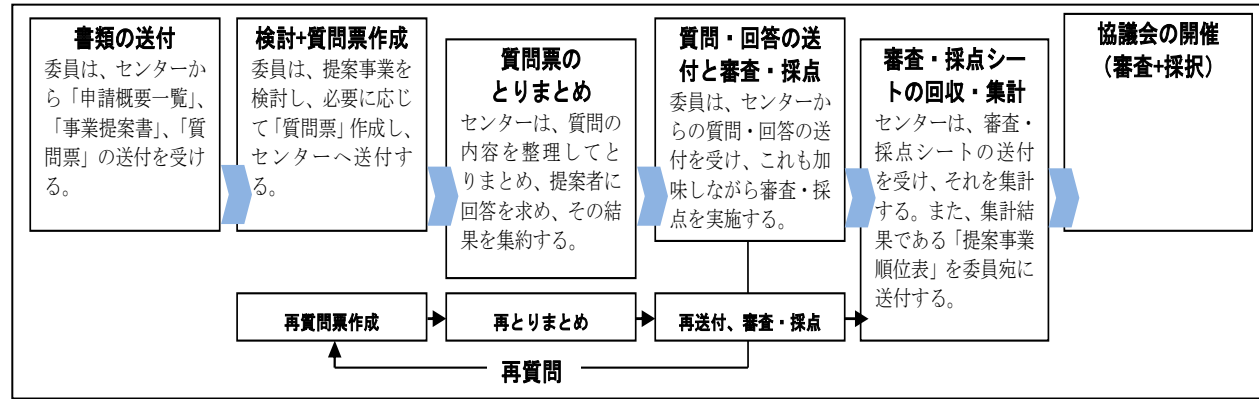 書類の送付
委員は、センターか
ら「申請概要一覧」、
「事業提案書」、「質
問票」の送付を受け
る。
検討+質問票作成
委員は、提案事業を
検討し、必要に応じ
て「質問票」作成し、
センターへ送付す
る。
質問票の
とりまとめ
センターは、質問の
内容を整理してと
りまとめ、提案者に
回答を求め、その結
果を集約する。
質問・回答の送
付と審査・採点
委員は、センターか
らの質問・回答の送
付を受け、これも加
味しながら審査・採
点を実施する。
審査・採点シー
トの回収・集計
センターは、審査・
採点シートの送付
を受け、それを集計
する。また、集計結
果である「提案事業
順位表」を委員宛に
送付する。
協議会の開催
（審査+採択）
再質問票作成
再とりまとめ
再送付、審査・採点
再質問